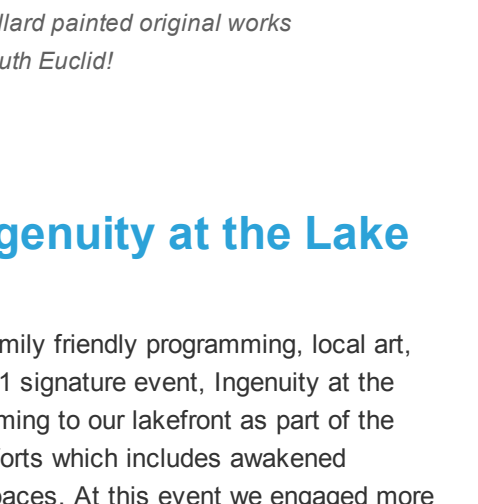 llard painted original works
uth Euclid!
genuity at the Lake
mily friendly programming, local art,
1 signature event, Ingenuity at the
ming to our lakefront as part of the
orts which includes awakened
paces. At this event we engaged more